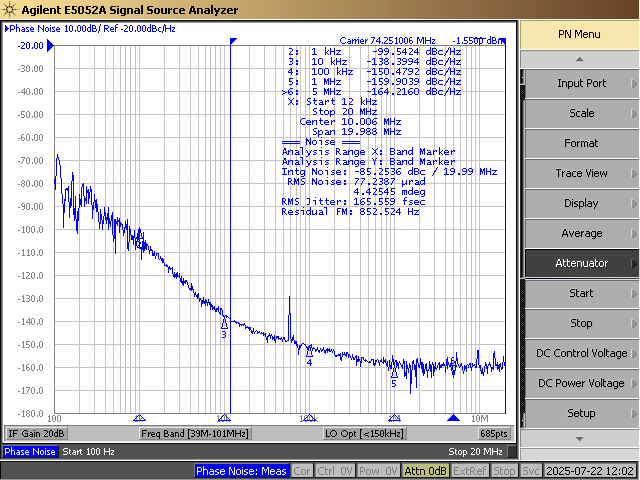 Agilent E5052A Signal Source Analyzer
Phase Noise 10.00dB/ Ref -20.00dBc/Hz
Carrier 74.251006 MHz -1.5500 dBm
2: 1 kHz -99.5424 dBc/Hz
3: 10 kHz -138.3994 dBc/Hz
4: 100 kHz -150.4792 dBc/Hz
5: 1 MHz -159.9039 dBc/Hz
>6: 5 MHz -164.2160 dBc/Hz
X: Start 12 kHz
Stop 20 MHz
Center 10.006 MHz
Span 19.988 MHz
=== Noise ===
Analysis Range X: Band Marker
Analysis Range Y: Band Marker
Intg Noise: -85.2536 dBc / 19.99 MHz
RMS Noise: 77.2387 µrad
4.42545 mdeg
RMS Jitter: 165.559 fsec
Residual FM: 852.524 Hz
-20.00
-30.00
-40.00
-50.00
-60.00
-70.00
-80.00
-90.00
-100.0
-110.0
-120.0
-130.0
-140.0
-150.0
-160.0
-170.0
-180.0
3
4
5
100
10M
IF Gain 20dB
Freq Band [39M-101MHz]
LO Opt [<150kHz]
685pts
Phase Noise
Start 100 Hz
Stop 20 MHz
Phase Noise: Meas
Cor
Ctrl 0V
Pow 0V
Attn 0dB
ExtRef
Stop
Svc
2025-07-22 12:02
PN Menu
Input Port
Scale
Format
Trace View
Display
Average
Attenuator
Start
Stop
DC Control Voltage
DC Power Voltage
Setup